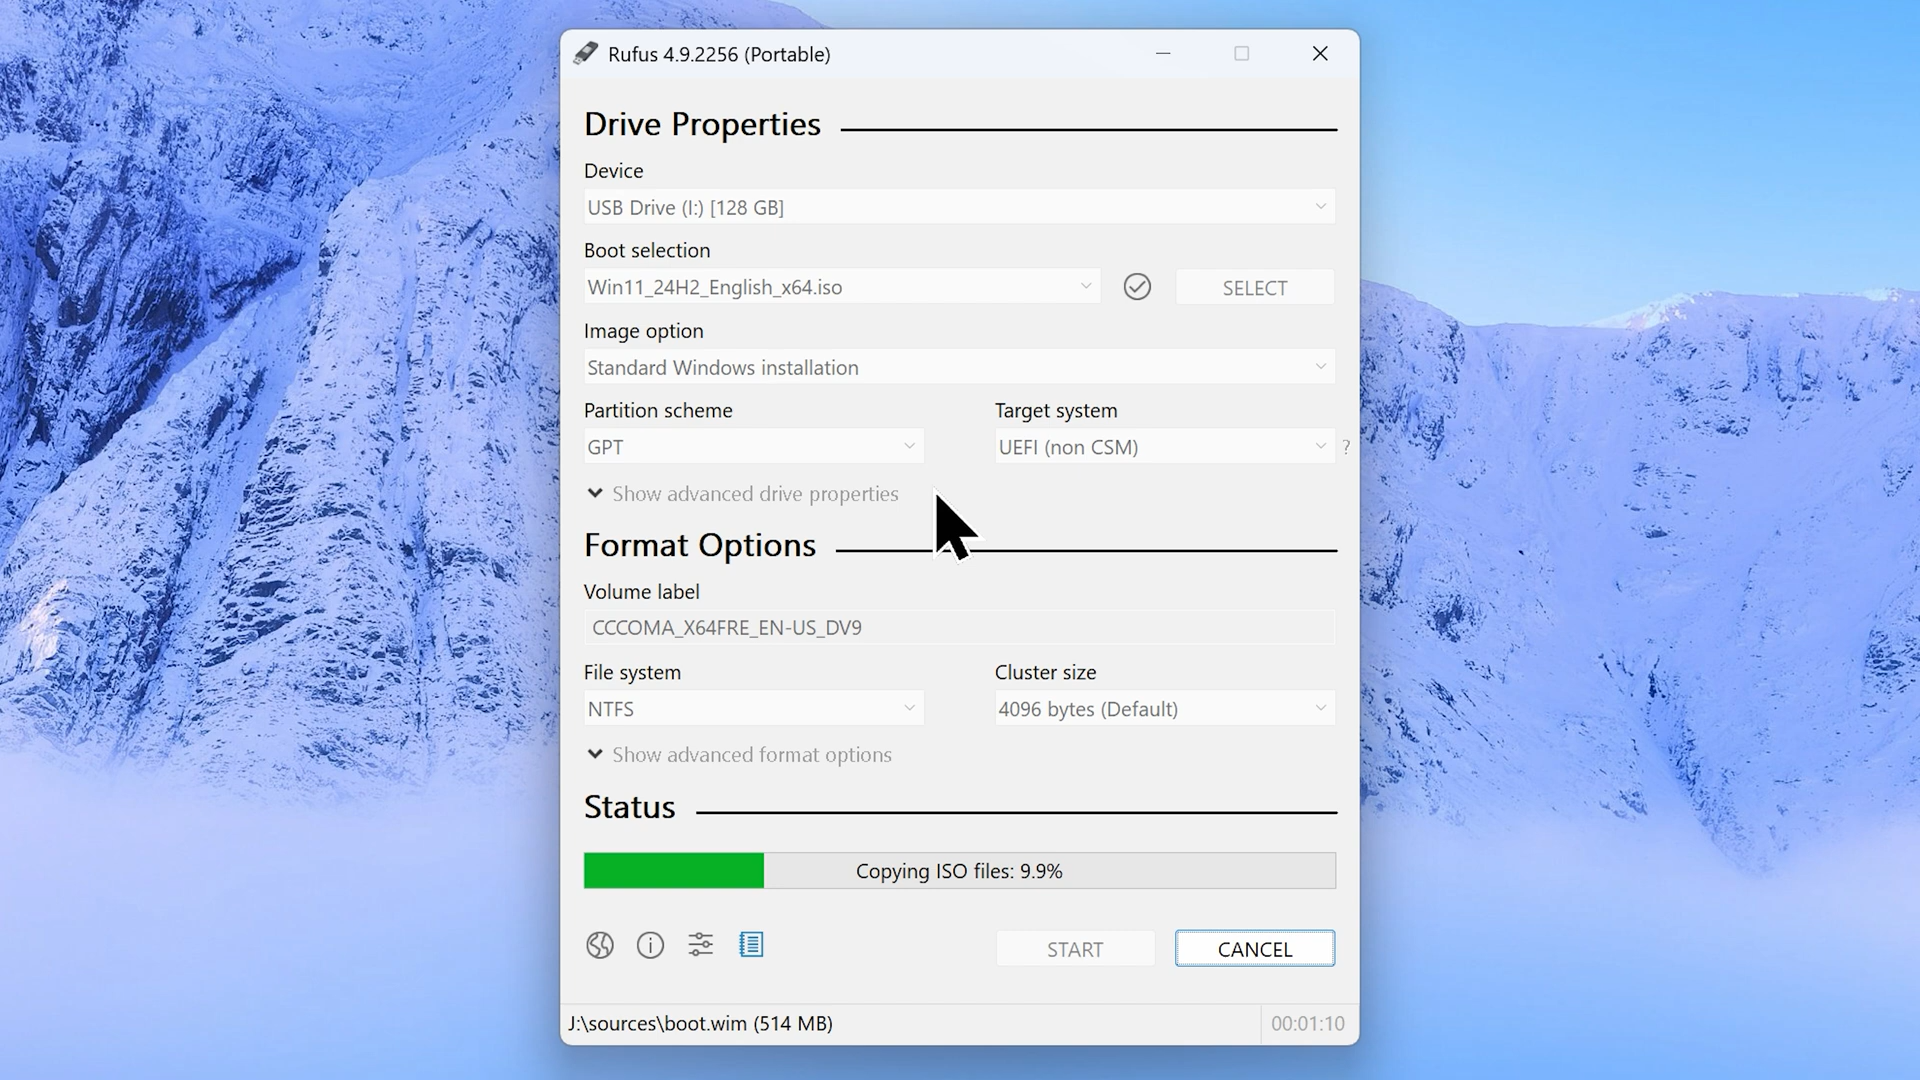 Rufus 4.9.2256 (Portable)
Drive Properties
Device
USB Drive (I:) [128 GB]
Boot selection
Win11_24H2_English_x64.iso
SELECT
Image option
Standard Windows installation
Partition scheme
Target system
GPT
UEFI (non CSM)
?
Show advanced drive properties
Format Options
Volume label
CCCOMA_X64FRE_EN-US_DV9
File system
Cluster size
NTFS
4096 bytes (Default)
Show advanced format options
Status
Copying ISO files: 9.9%
START
CANCEL
J:\sources\boot.wim (514 MB)
00:01:10